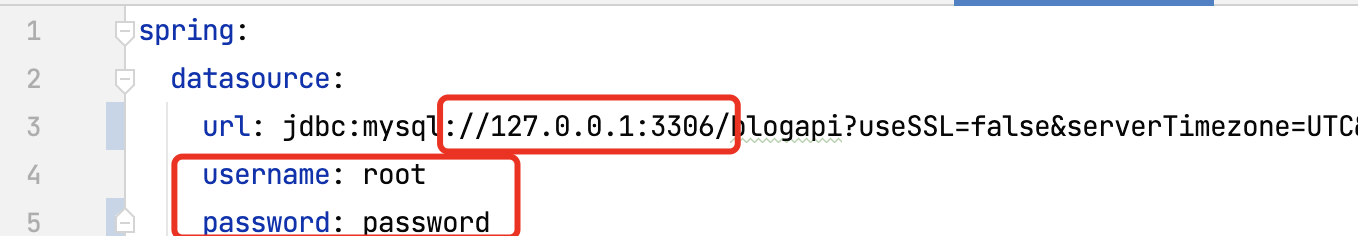 1 spring:
2 datasource:
3 url: jdbc:mysql://127.0.0.1:3306/blogapi?useSSL=false&serverTimezone=UTC&
4 username: root
5 password: password